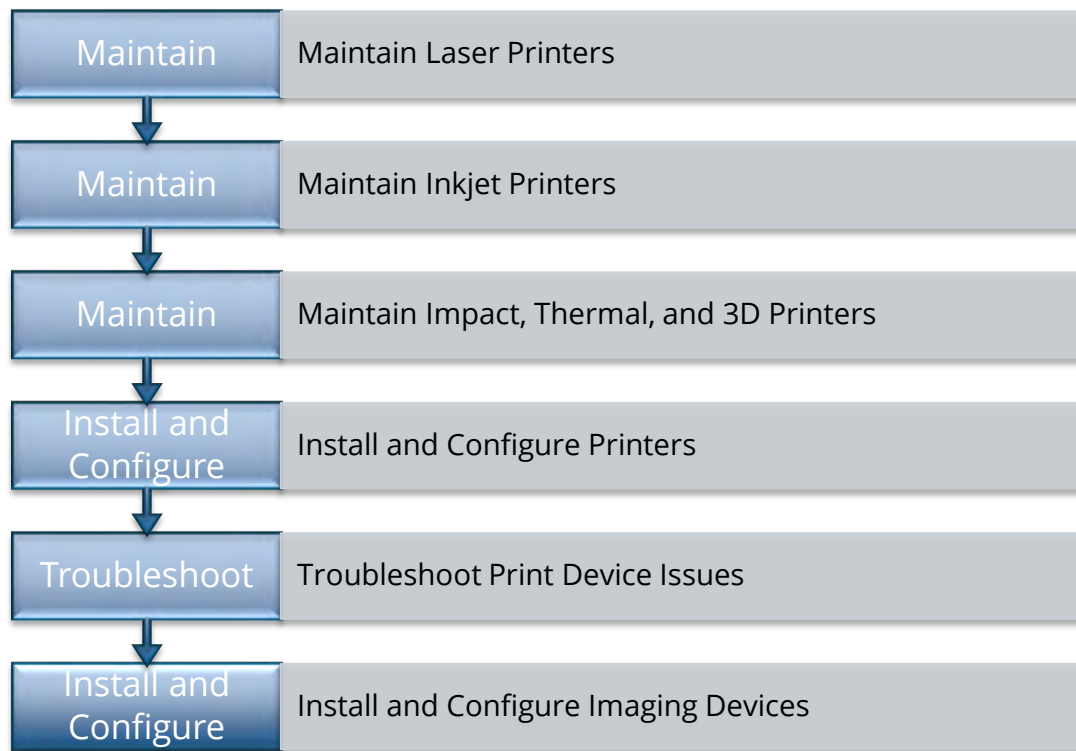 Maintain
Maintain Laser Printers
Maintain
Maintain Inkjet Printers
Maintain
Maintain Impact, Thermal, and 3D Printers
Install and
Configure
Install and Configure Printers
Troubleshoot
Troubleshoot Print Device Issues
Install and
Configure
Install and Configure Imaging Devices